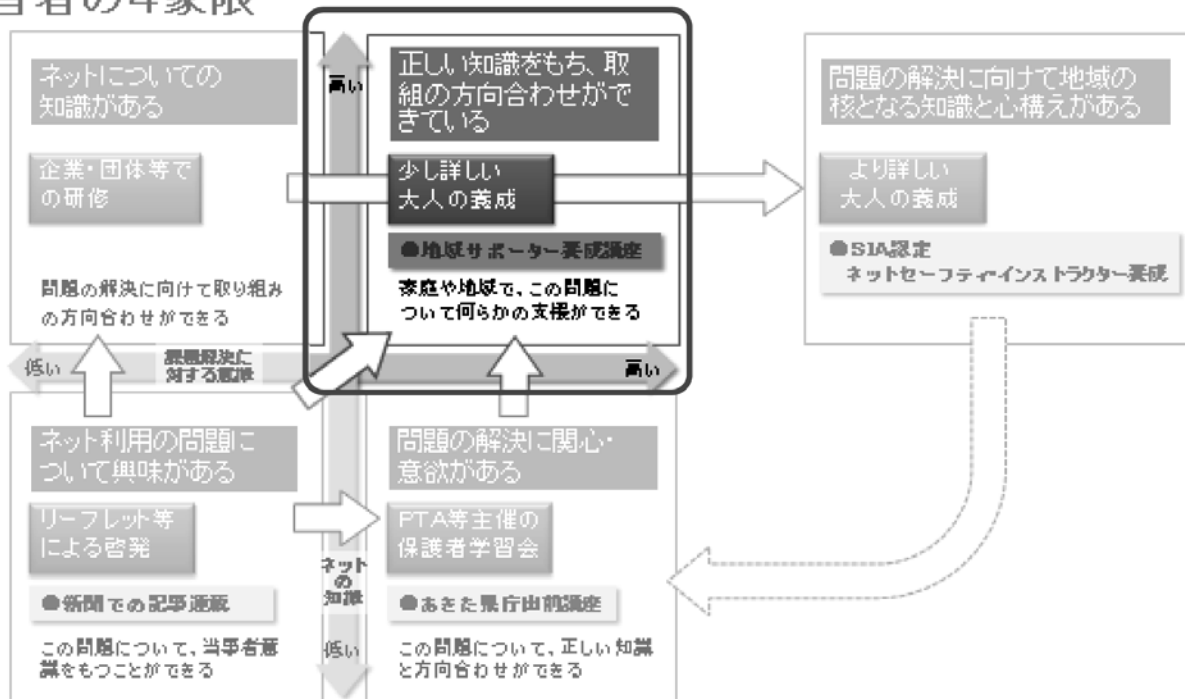 者の4象限
ネットについての
知識がある
企業・団体等で
の研修
問題の解決に向けて取り組み
の方向合わせができる
高い
正しい知識をもち、取
組の方向合わせがで
きている
少し詳しい
大人の養成
●地域サポーター養成講座
家庭や地域で、この問題に
ついて何らかの支援ができる
問題の解決に向けて地域の
核となる知識と心構えがある
より詳しい
大人の養成
●SIA認定
ネットセーフティ・インストラクター養成
低い
課題解決に
対する意識
高い
ネット利用の問題に
ついて興味がある
リーフレット等
による啓発
●新聞での記事連載
この問題について、当事者意
識をもつことができる
ネット
の
知識
低い
問題の解決に関心・
意欲がある
PTA等主催の
保護者学習会
●あきた県庁出前講座
この問題について、正しい知識
と方向合わせができる